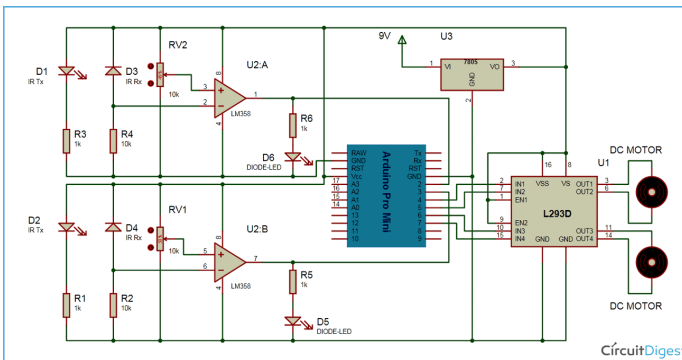 9V
U3
7805
1
VI
VO
3
GND
2
D1
IR Tx
D3
IR Rx
RV2
10k
U2:A
8
3
2
1
4
LM358
R3
1k
R4
10k
R6
1k
D6
DIODE-LED
D2
IR Tx
D4
IR Rx
RV1
10k
U2:B
8
5
6
7
4
LM358
R1
1k
R2
10k
R5
1k
D5
DIODE-LED
Arduino Pro Mini
RAW
GND
RST
Vcc
17 A3
16 A2
15 A1
14 A0
13
12
11
10
Tx
Rx
RST
GND
2
3
4
5
6
7
8
9
U1
L293D
16
8
VSS
VS
2 IN1
7 IN2
1 EN1
9 EN2
10 IN3
15 IN4
OUT1 3
OUT2 6
OUT3 11
OUT4 14
GND
GND
DC MOTOR
DC MOTOR
CircuitDigest